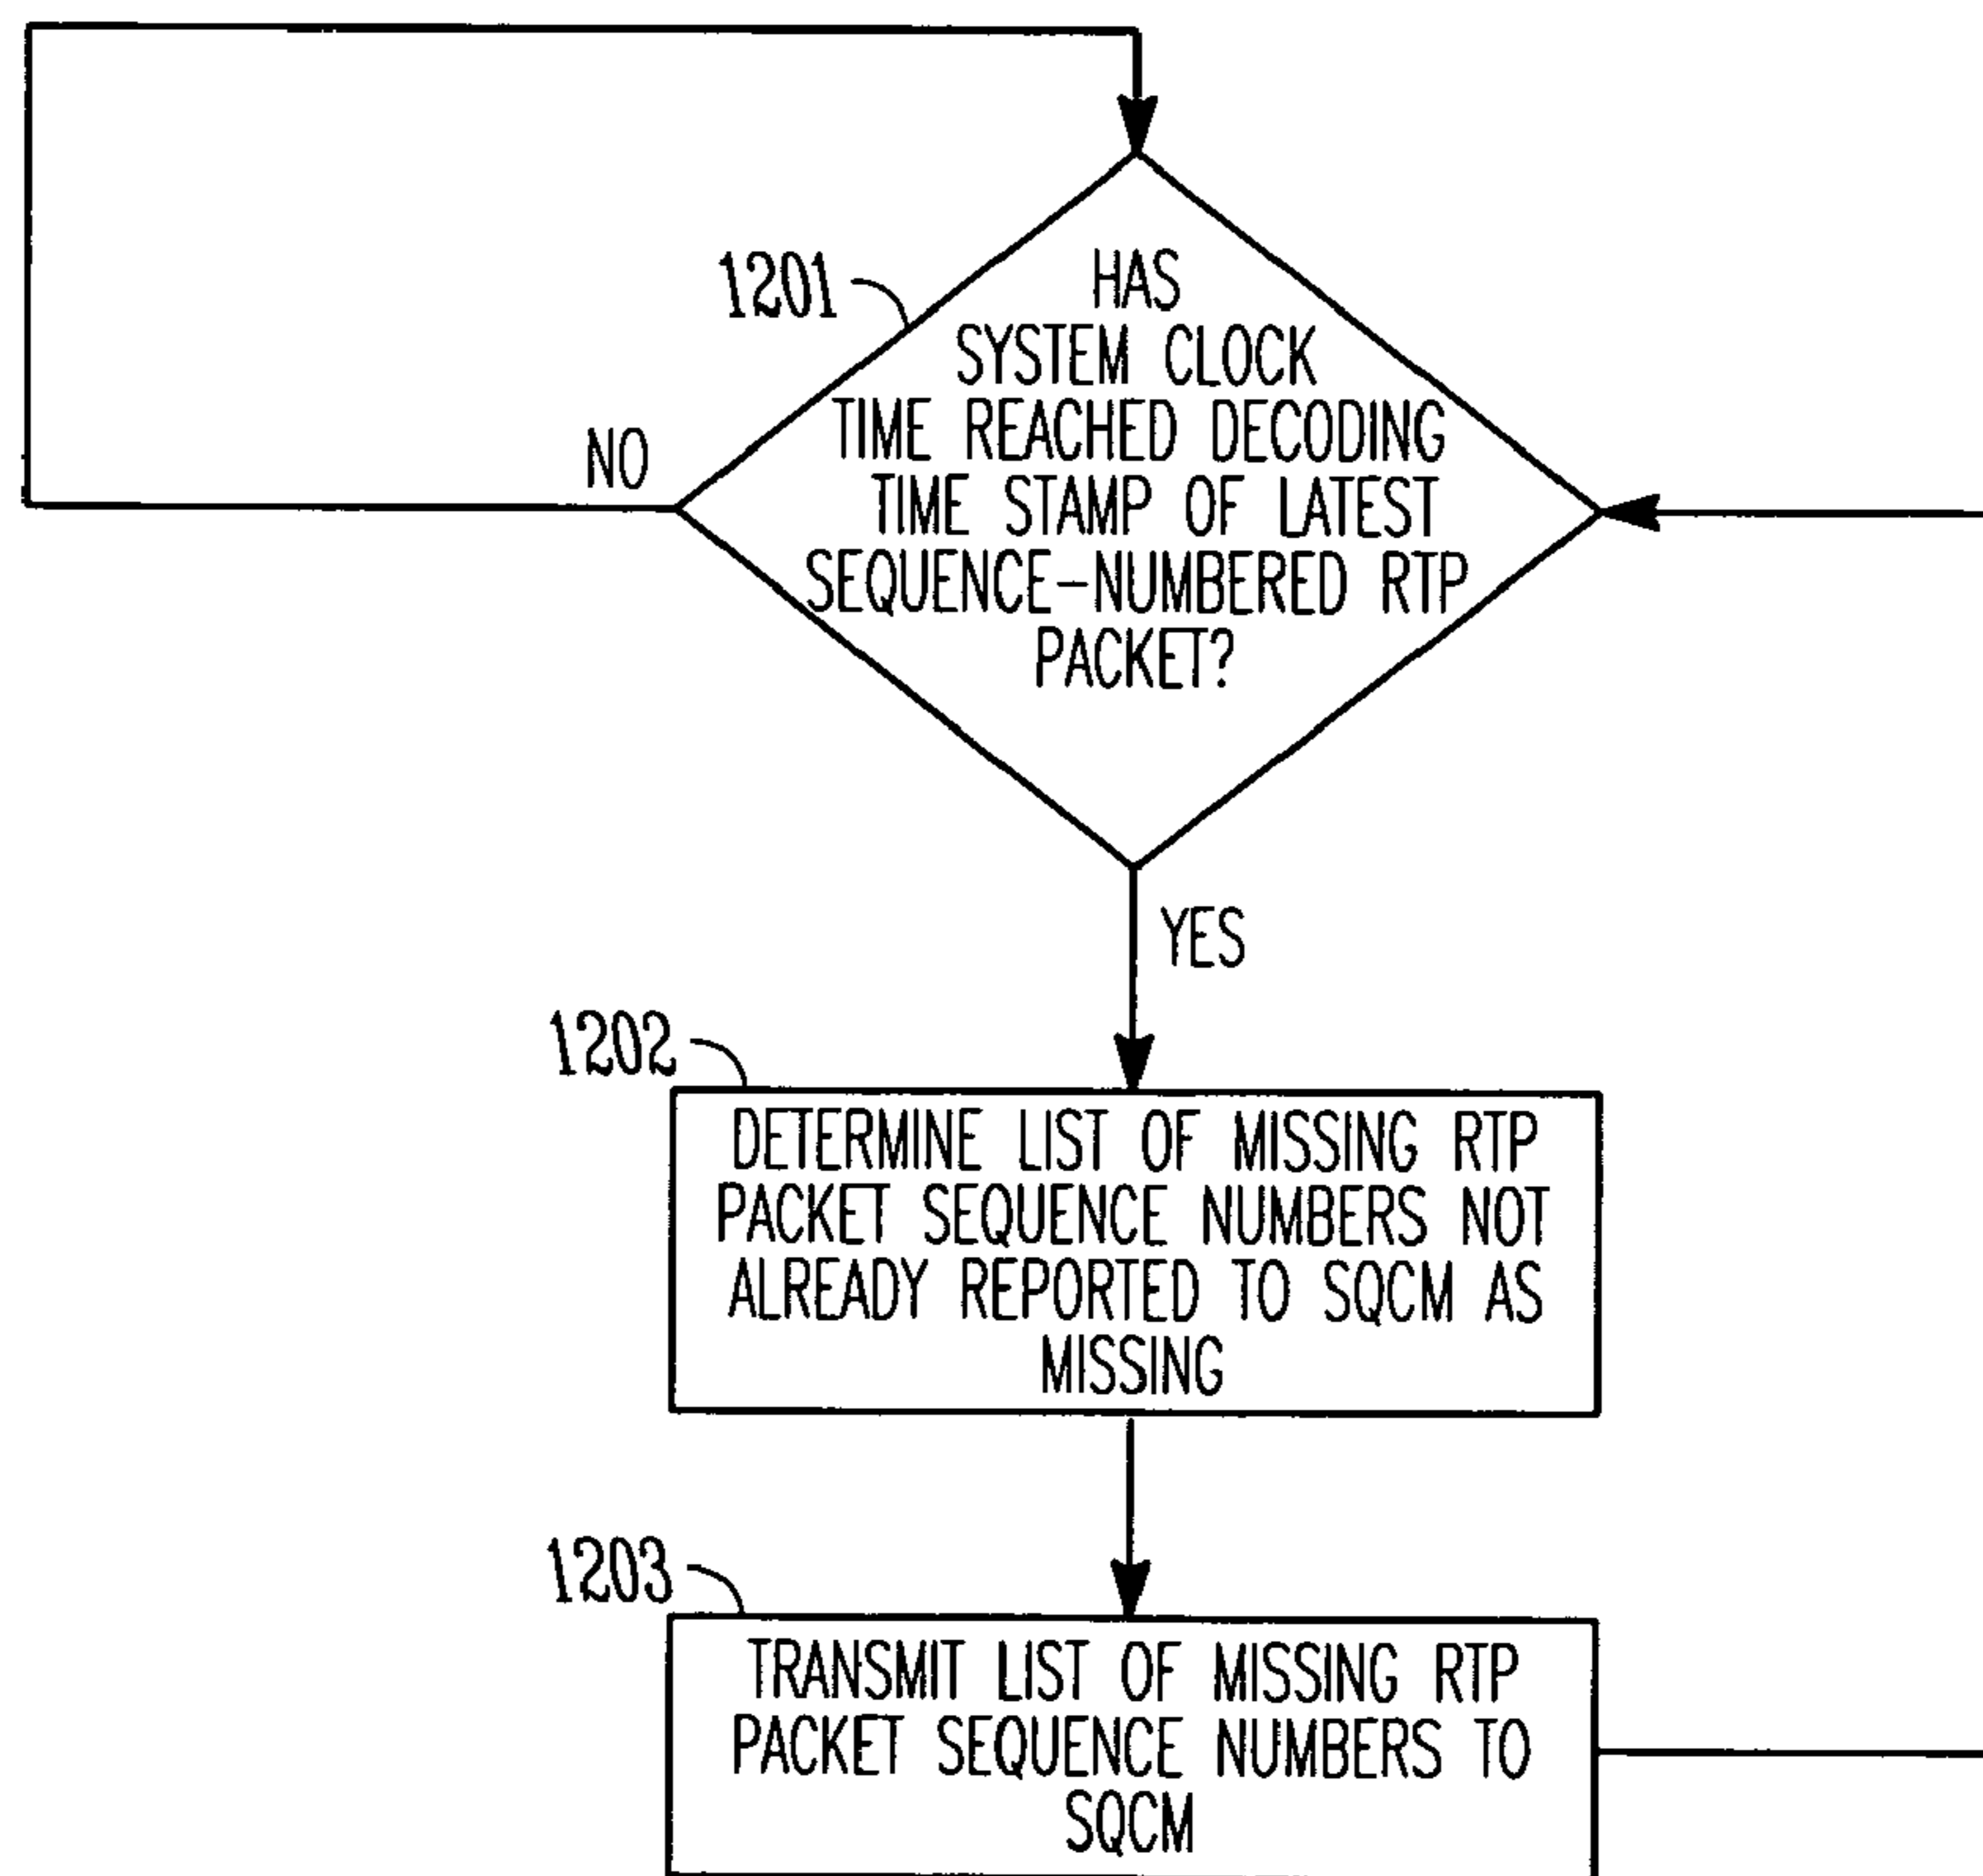 1201
HAS
SYSTEM CLOCK
TIME REACHED DECODING
TIME STAMP OF LATEST
SEQUENCE-NUMBERED RTP
PACKET?
NO
YES
1202
DETERMINE LIST OF MISSING RTP
PACKET SEQUENCE NUMBERS NOT
ALREADY REPORTED TO SQCM AS
MISSING
1203
TRANSMIT LIST OF MISSING RTP
PACKET SEQUENCE NUMBERS TO
SQCM